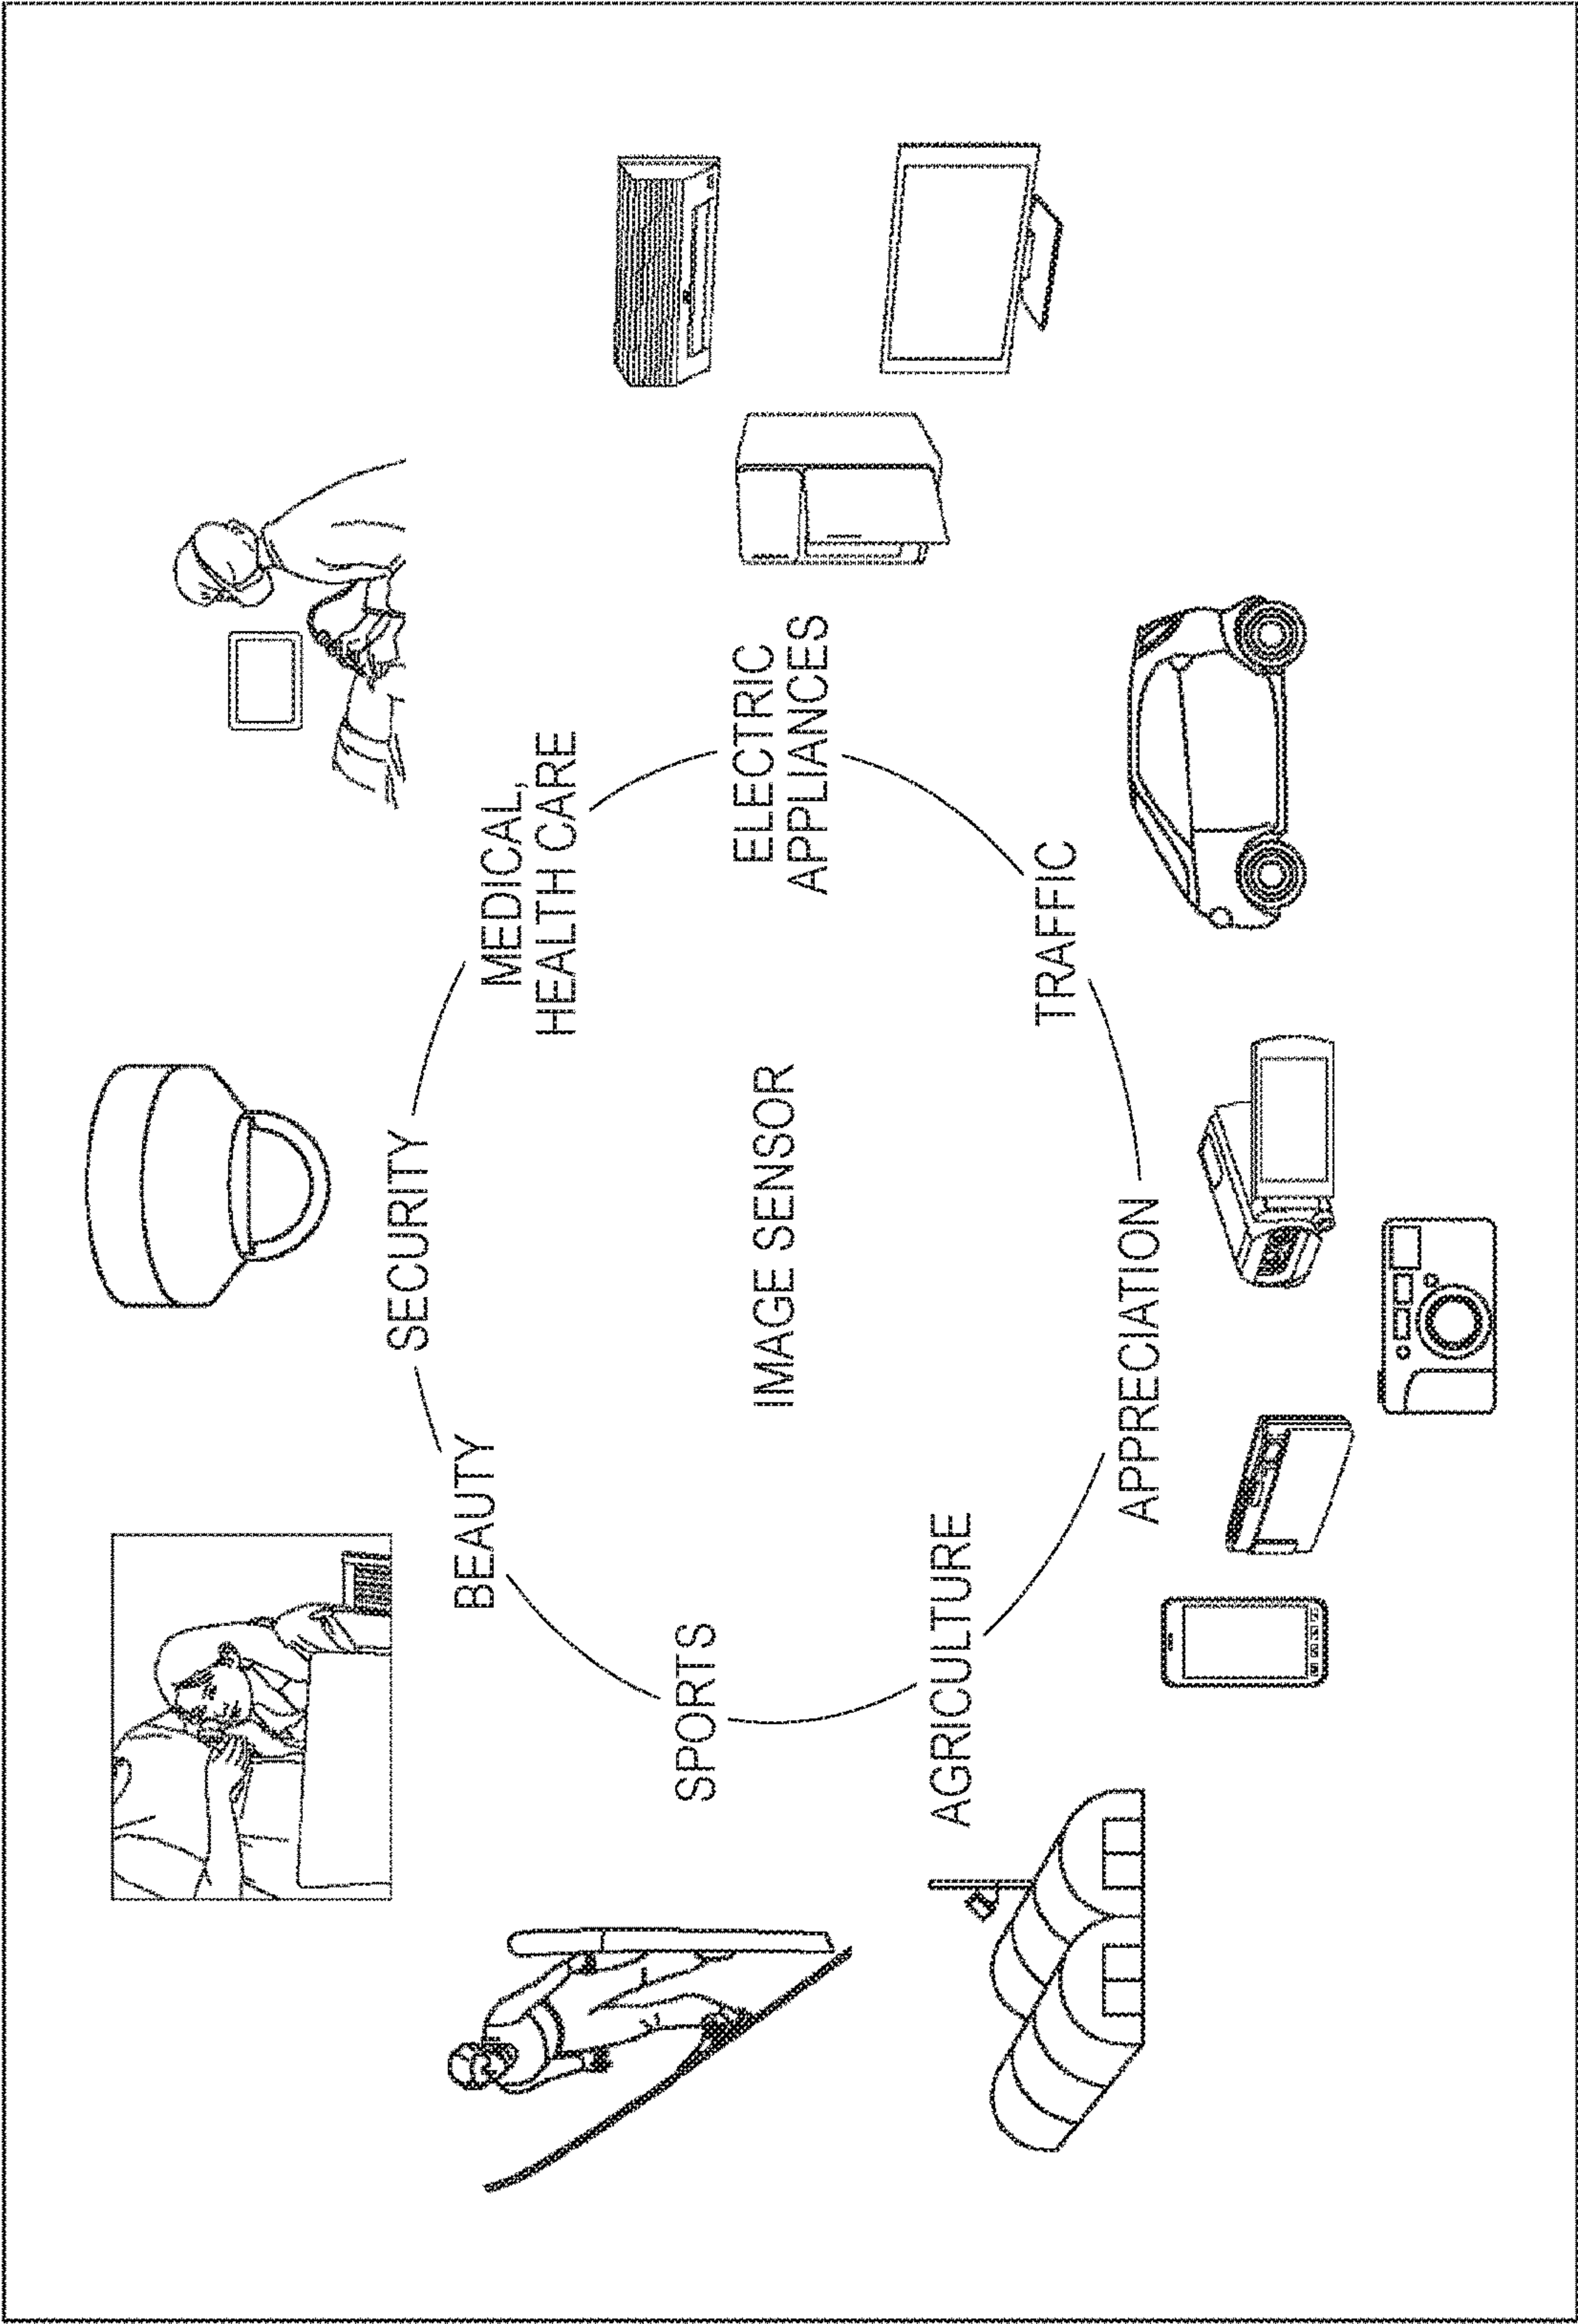 SECURITY
BEAUTY
MEDICAL,
HEALTH CARE
SPORTS
IMAGE SENSOR
ELECTRIC
APPLIANCES
AGRICULTURE
TRAFFIC
APPRECIATION